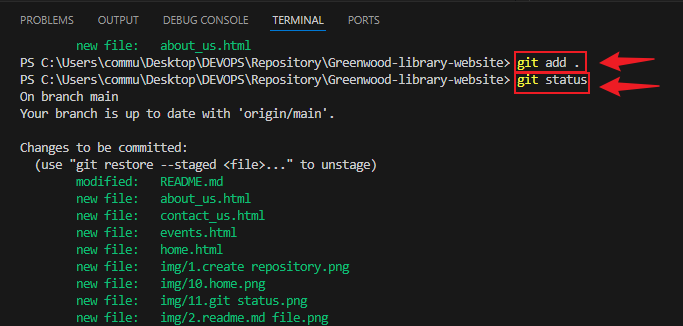 PROBLEMS OUTPUT DEBUG CONSOLE TERMINAL PORTS
new file: about_us.html
PS C:\Users\commu\Desktop\DEVOPS\Repository\Greenwood-library-website> git add .
PS C:\Users\commu\Desktop\DEVOPS\Repository\Greenwood-library-website> git status
On branch main
Your branch is up to date with 'origin/main'.
Changes to be committed:
(use "git restore --staged <file>..." to unstage)
modified: README.md
new file: about_us.html
new file: contact_us.html
new file: events.html
new file: home.html
new file: img/1.create repository.png
new file: img/10.home.png
new file: img/11.git status.png
new file: img/2.readme.md file.png